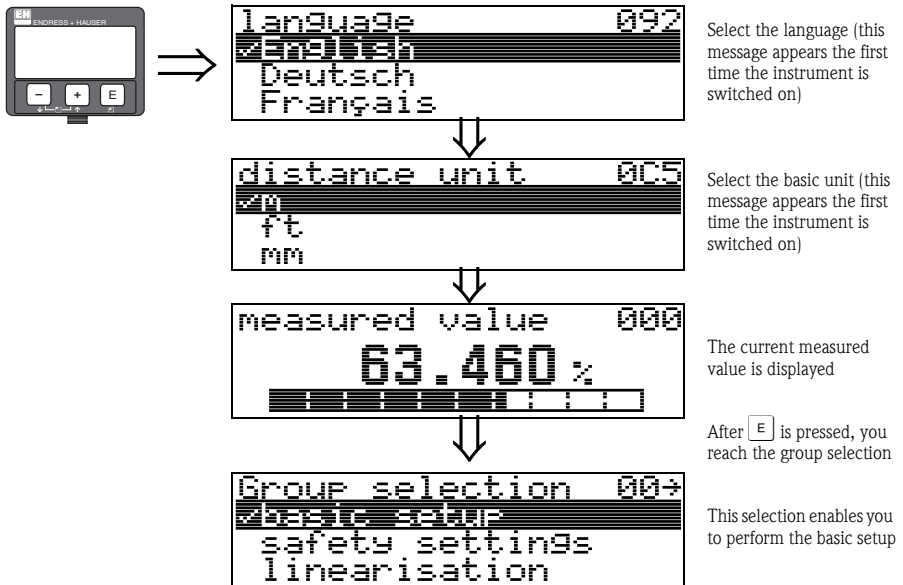 EH
ENDRESS + HAUSER
– + E
language 092
✓English
Deutsch
Français
Select the language (this
message appears the first
time the instrument is
switched on)
distance unit 0C5
✓m
ft
mm
Select the basic unit (this
message appears the first
time the instrument is
switched on)
measured value 000
63.460 %
The current measured
value is displayed
After E is pressed, you
reach the group selection
Group selection 00→
✓basic setup
safety settings
linearisation
This selection enables you
to perform the basic setup